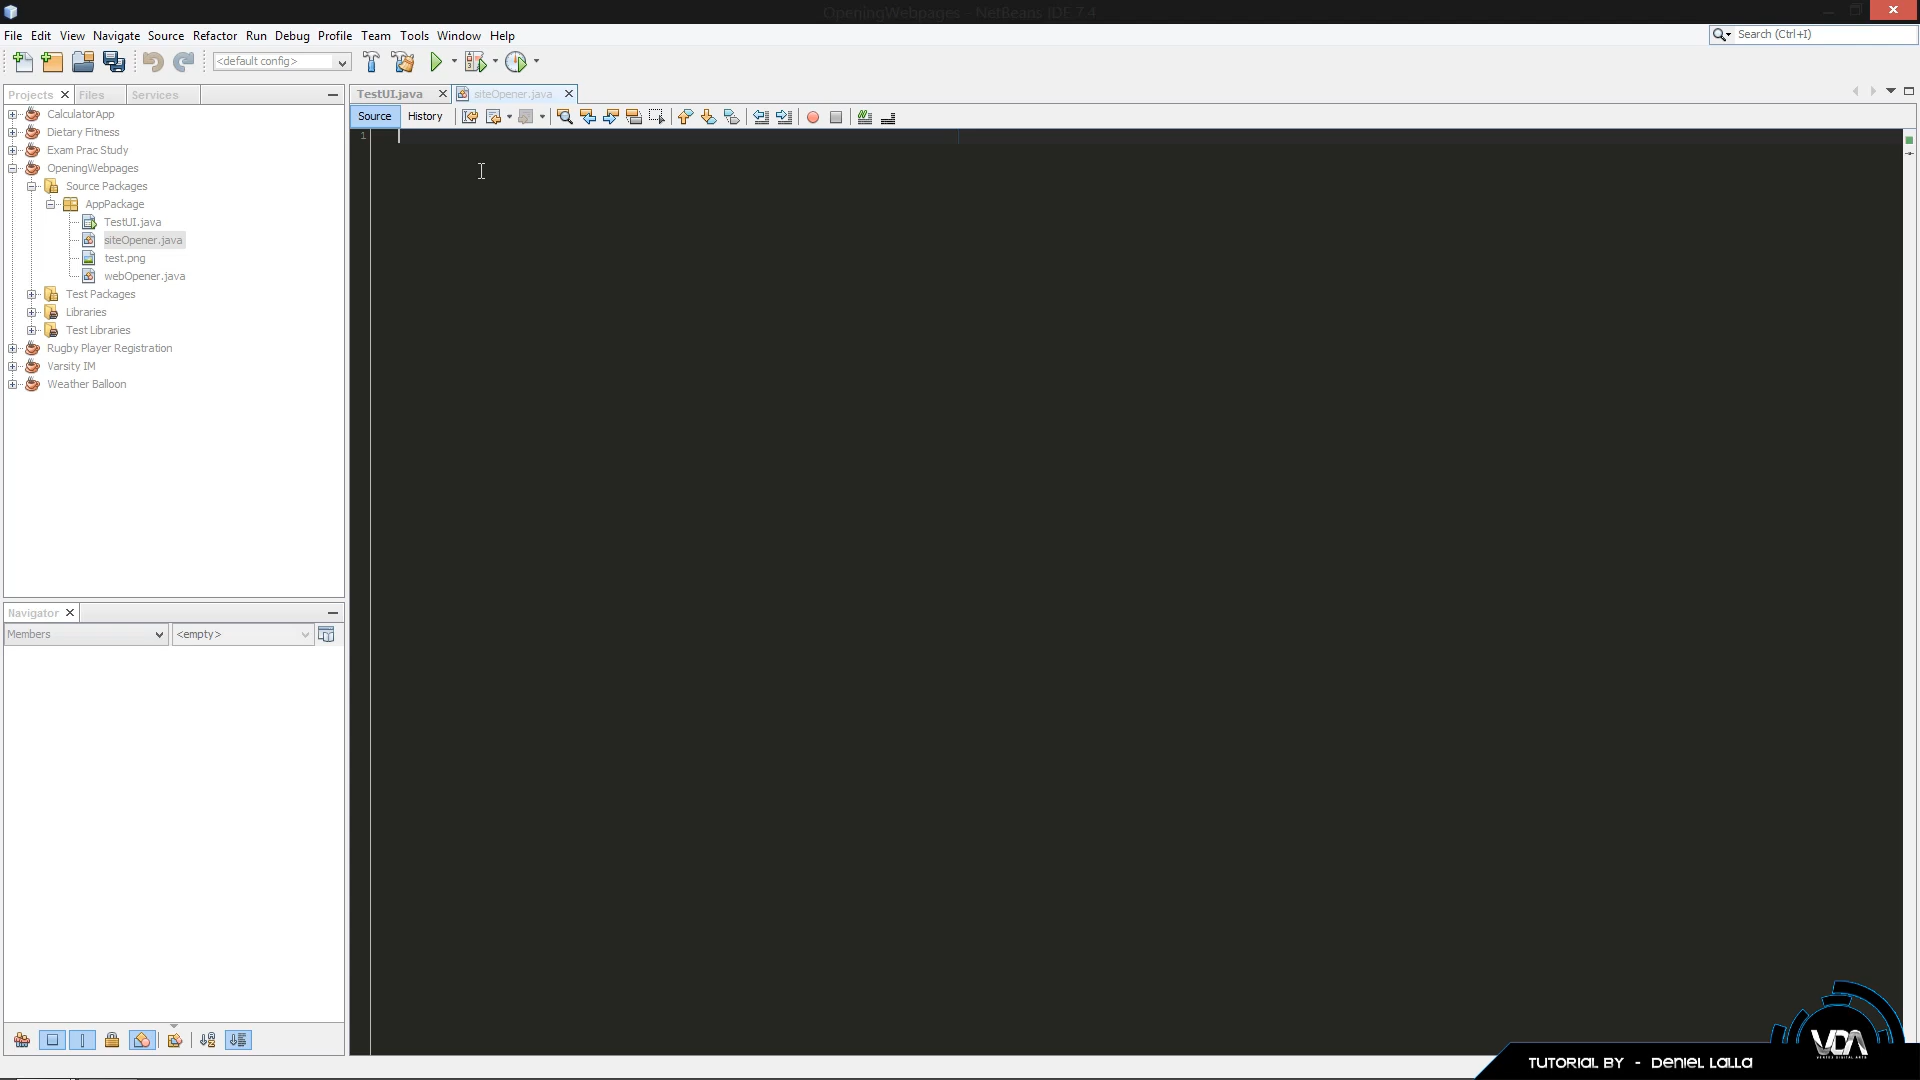 OpeningWebpages - NetBeans IDE 7.4
File Edit View Navigate Source Refactor Run Debug Profile Team Tools Window Help
Search (Ctrl+I)
<default config>
Projects Files Services
TestUI.java siteOpener.java
Source History
1
CalculatorApp
Dietary Fitness
Exam Prac Study
OpeningWebpages
Source Packages
AppPackage
TestUI.java
siteOpener.java
test.png
webOpener.java
Test Packages
Libraries
Test Libraries
Rugby Player Registration
Varsity IM
Weather Balloon
Navigator
Members <empty>
VDA
TUTORIAL BY - DENIEL LALLA